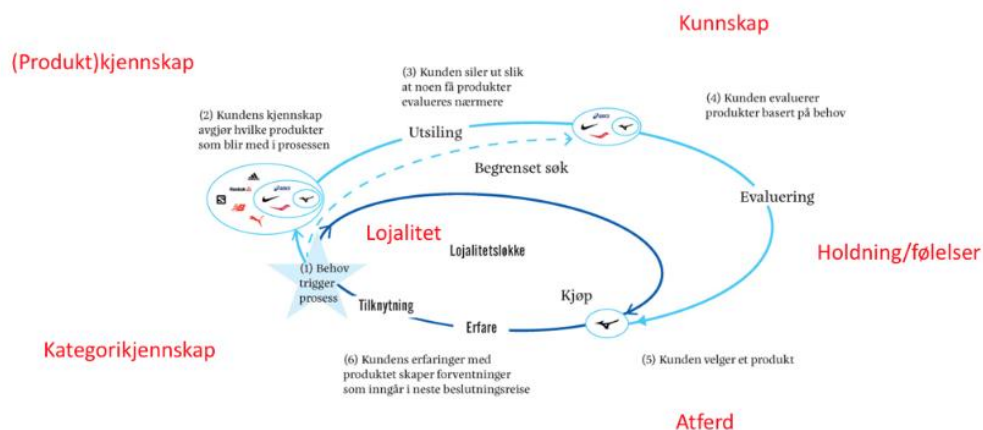 Kunnskap
(Produkt)kjennskap
(3) Kunden siler ut slik
at noen få produkter
evalueres nærmere
(2) Kundens kjennskap
avgjør hvilke produkter
som blir med i prosessen
Utsiling
asics
(4) Kunden evaluerer
produkter basert på behov
Begrenset søk
Reebok
asics
S
Evaluering
Lojalitet
Lojalitetsløkke
Holdning/følelser
(1) Behov
trigger
prosess
Kjøp
Tilknytning
Erfare
Kategorikjennskap
(6) Kundens erfaringer med
produktet skaper forventninger
som inngår i neste beslutningsreise
(5) Kunden velger et produkt
Atferd